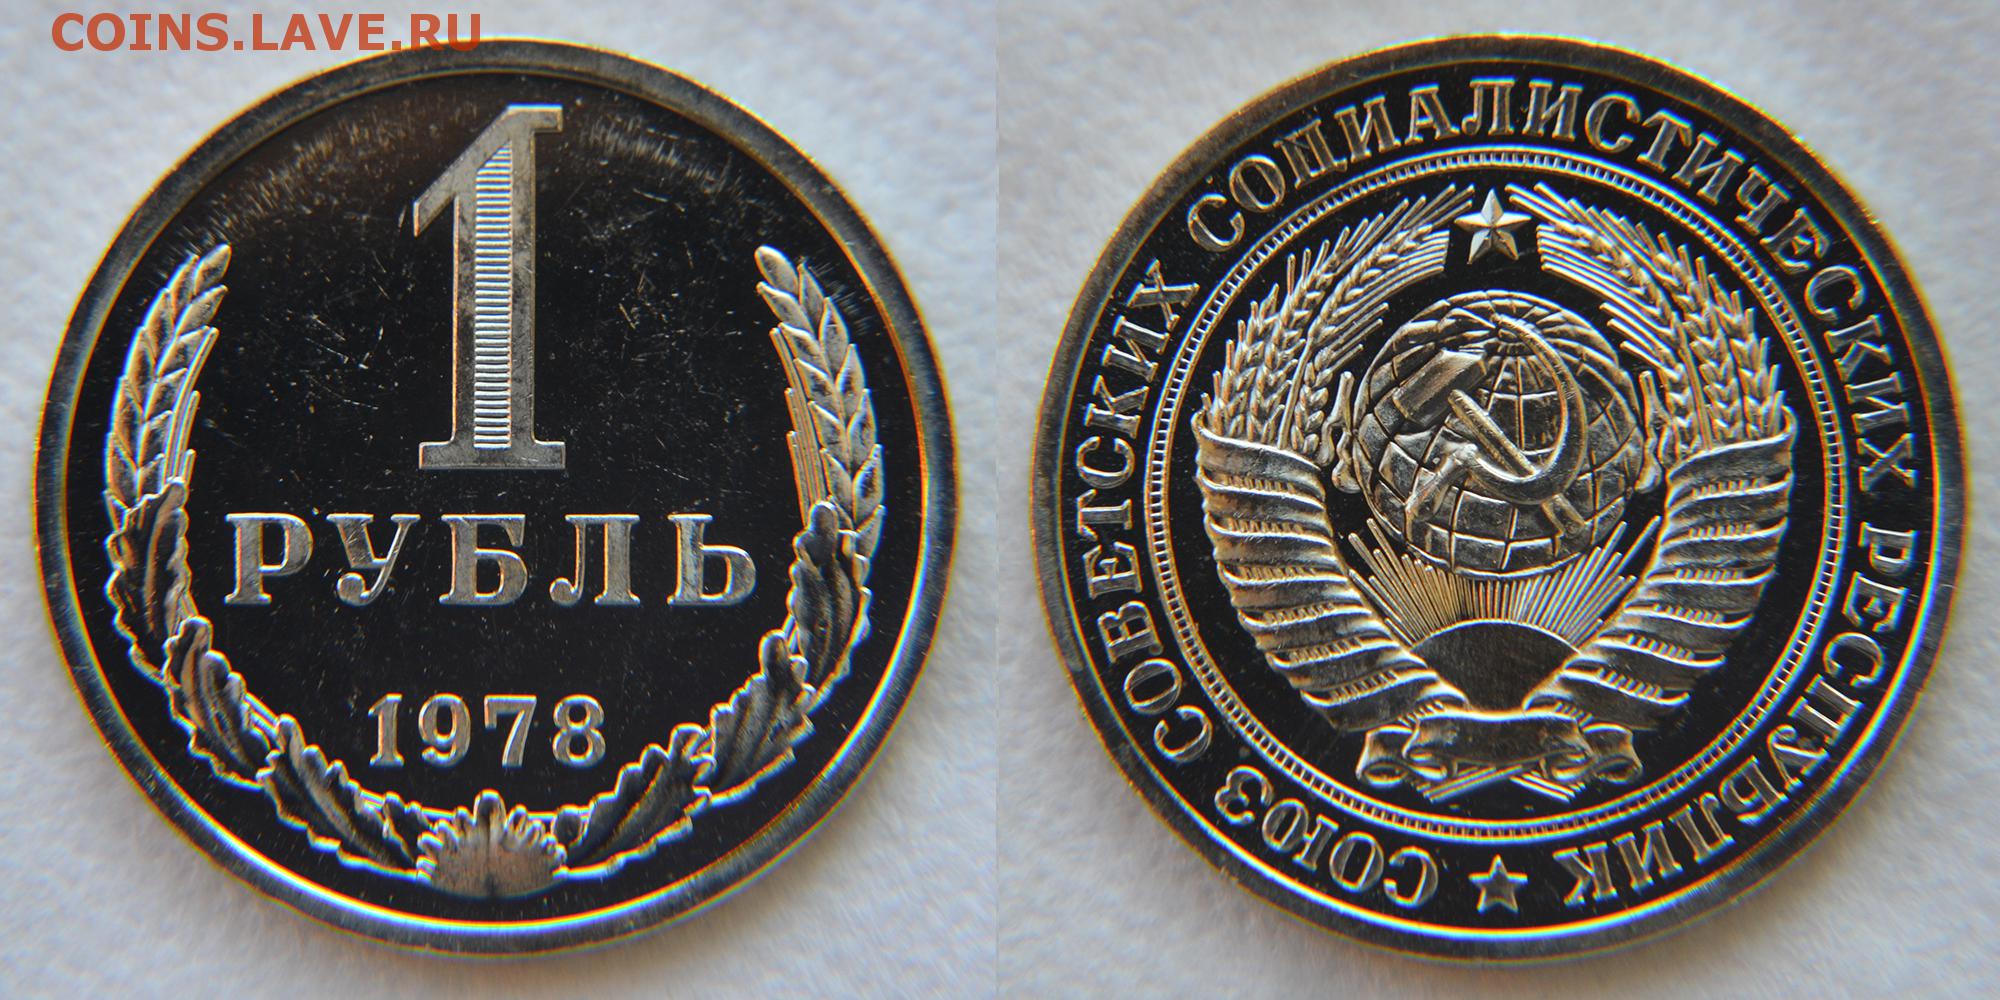 COINS.LAVE.RU
1
РУБЛЬ
1978
СОЮЗ СОВЕТСКИХ СОЦИАЛИСТИЧЕСКИХ РЕСПУБЛИК